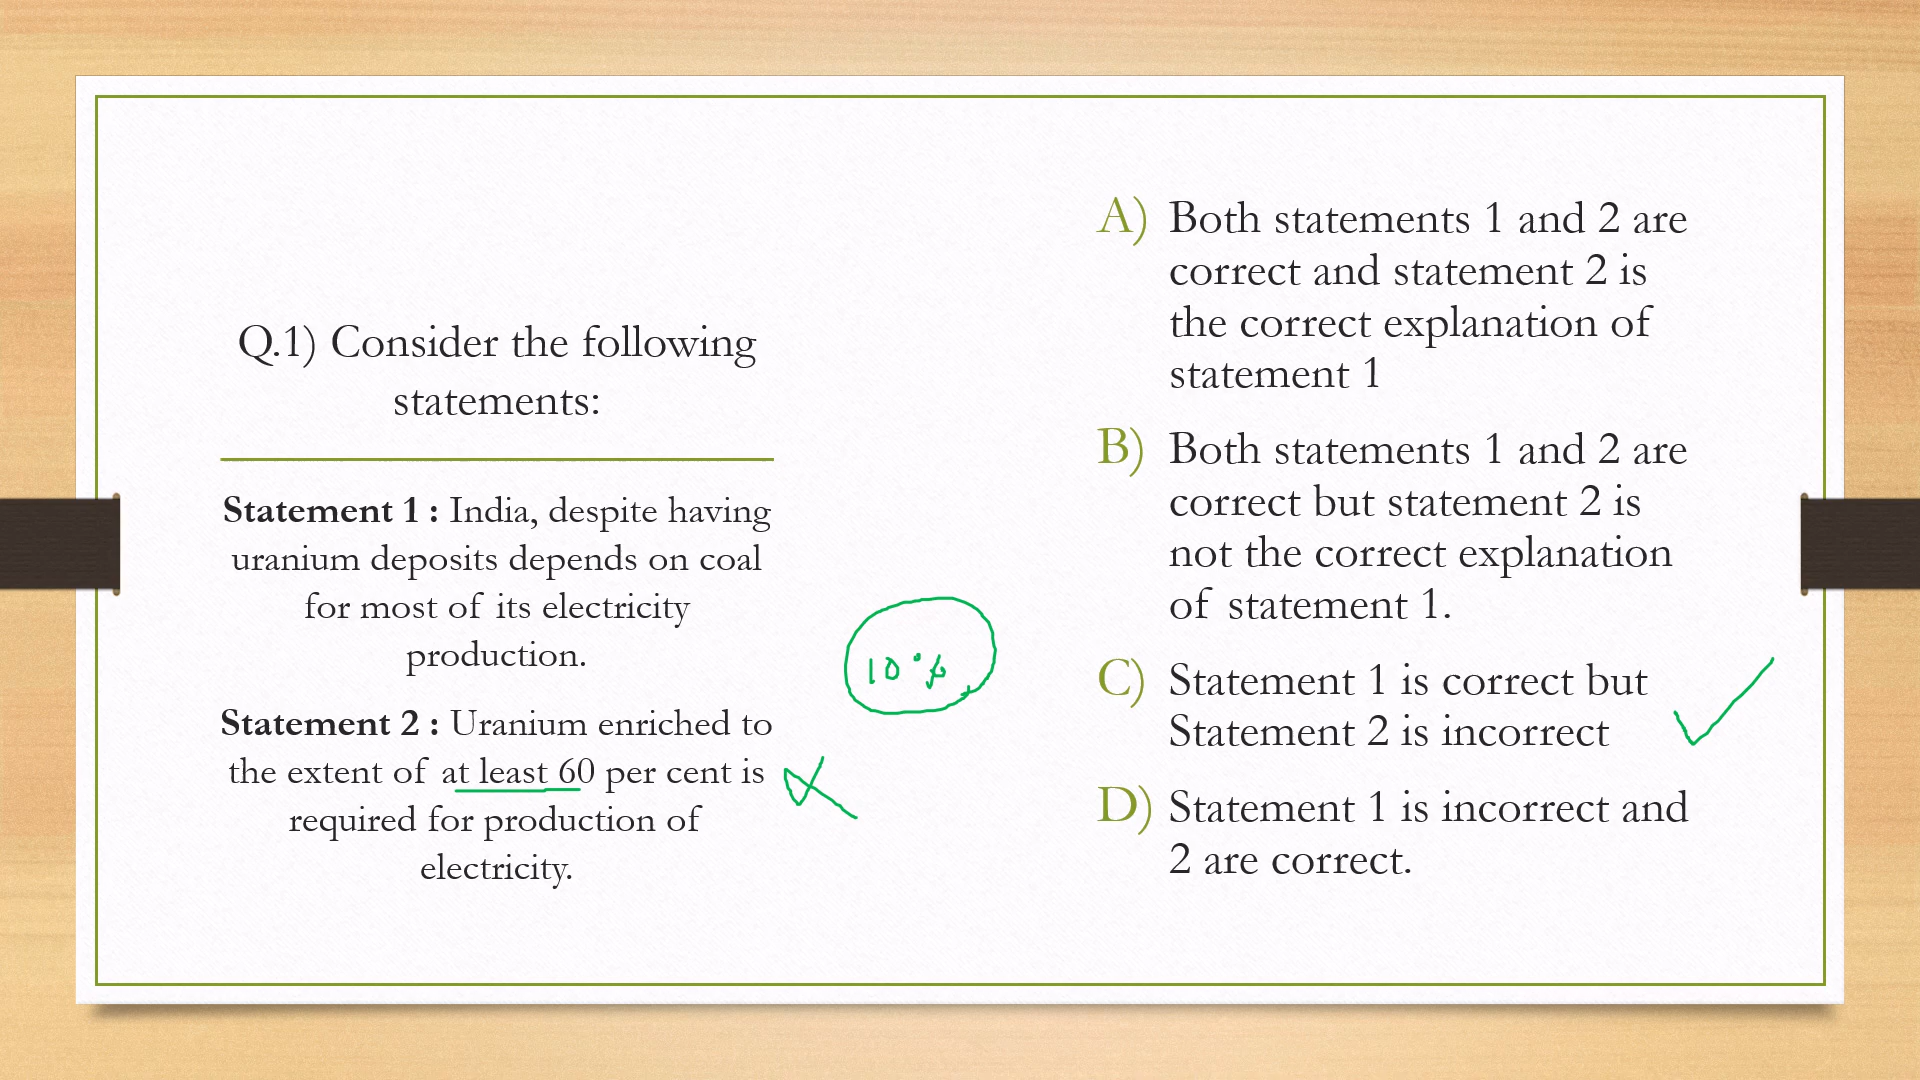 Q.1) Consider the following
statements:
Statement 1 : India, despite having
uranium deposits depends on coal
for most of its electricity
production.
Statement 2 : Uranium enriched to
the extent of at least 60 per cent is
required for production of
electricity.
10%
A) Both statements 1 and 2 are
correct and statement 2 is
the correct explanation of
statement 1
B) Both statements 1 and 2 are
correct but statement 2 is
not the correct explanation
of statement 1.
C) Statement 1 is correct but
Statement 2 is incorrect
D) Statement 1 is incorrect and
2 are correct.